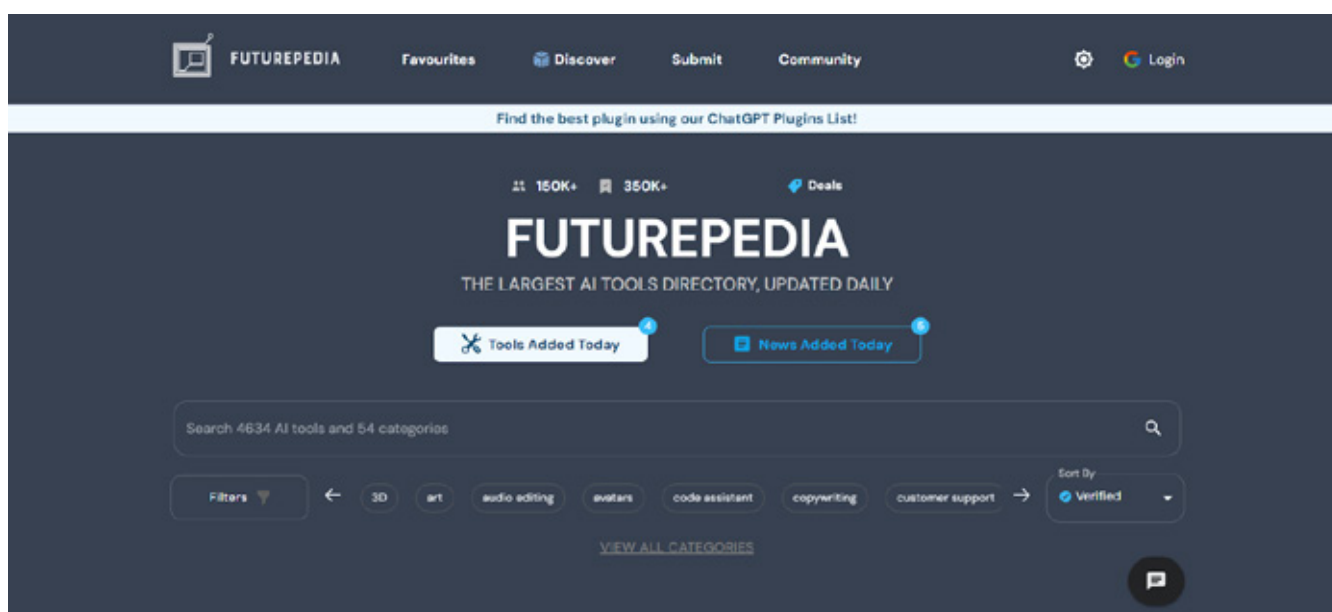 FUTUREPEDIA Favourites Discover Submit Community Login
Find the best plugin using our ChatGPT Plugins List!
150K+ 350K+ Deals
FUTUREPEDIA
THE LARGEST AI TOOLS DIRECTORY, UPDATED DAILY
4 5
Tools Added Today News Added Today
Search 4634 AI tools and 54 categories
Sort By
Filters 3D art audio editing avatars code assistant copywriting customer support Verified
VIEW ALL CATEGORIES